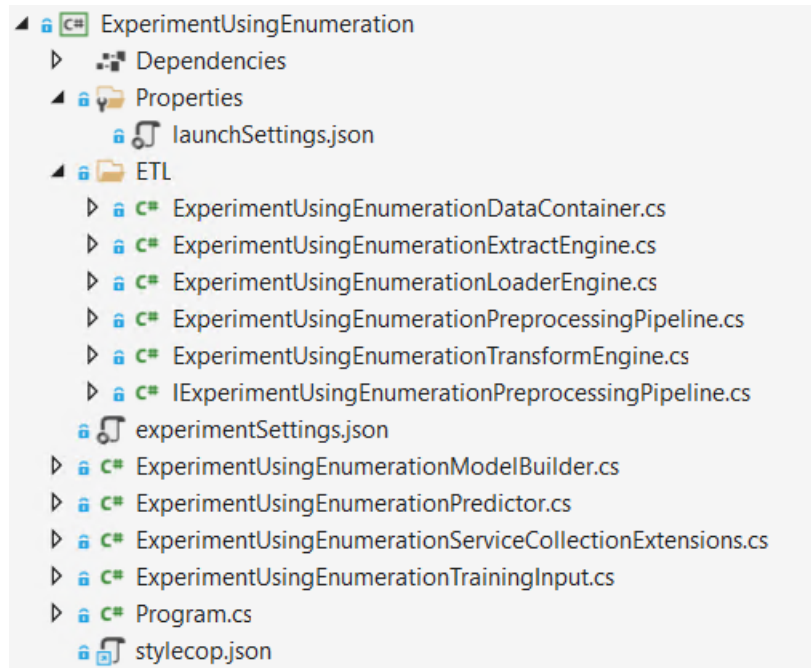 C# ExperimentUsingEnumeration
Dependencies
Properties
launchSettings.json
ETL
C# ExperimentUsingEnumerationDataContainer.cs
C# ExperimentUsingEnumerationExtractEngine.cs
C# ExperimentUsingEnumerationLoaderEngine.cs
C# ExperimentUsingEnumerationPreprocessingPipeline.cs
C# ExperimentUsingEnumerationTransformEngine.cs
C# IExperimentUsingEnumerationPreprocessingPipeline.cs
experimentSettings.json
C# ExperimentUsingEnumerationModelBuilder.cs
C# ExperimentUsingEnumerationPredictor.cs
C# ExperimentUsingEnumerationServiceCollectionExtensions.cs
C# ExperimentUsingEnumerationTrainingInput.cs
C# Program.cs
stylecop.json